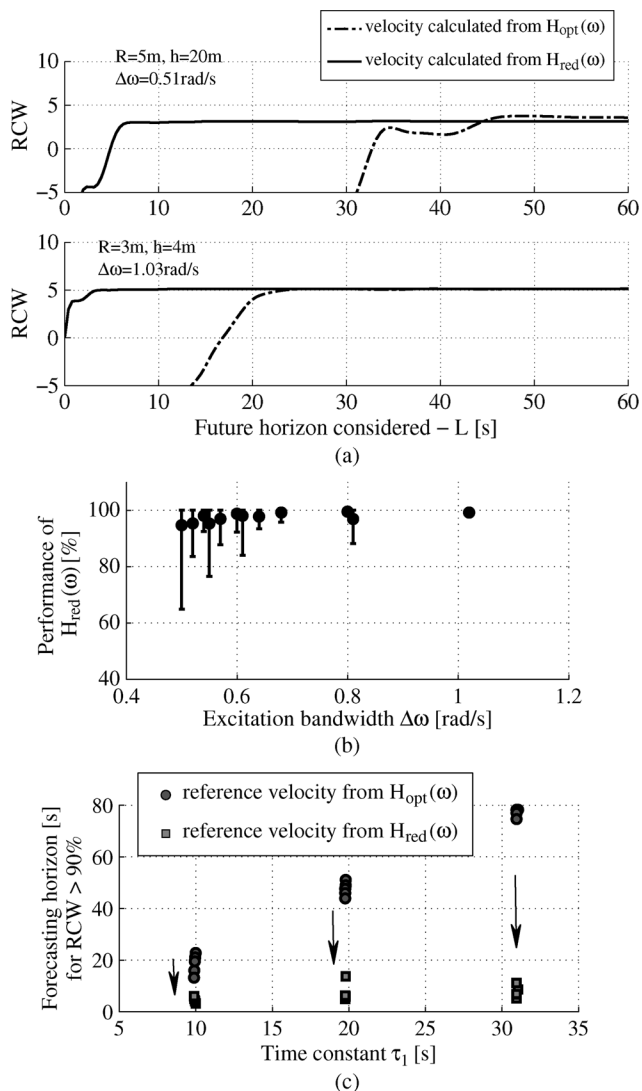 velocity calculated from H_opt(ω)
velocity calculated from H_red(ω)
R=5m, h=20m
Δω=0.51rad/s
RCW
10
5
0
−5
0 10 20 30 40 50 60
R=3m, h=4m
Δω=1.03rad/s
RCW
10
5
0
−5
0 10 20 30 40 50 60
Future horizon considered − L [s]
(a)
Performance of
H_red(ω) [%]
100
80
60
40
0.4 0.6 0.8 1 1.2
Excitation bandwidth Δω [rad/s]
(b)
reference velocity from H_opt(ω)
reference velocity from H_red(ω)
Forecasting horizon [s]
for RCW > 90%
80
60
40
20
0
5 10 15 20 25 30 35
Time constant τ_1 [s]
(c)